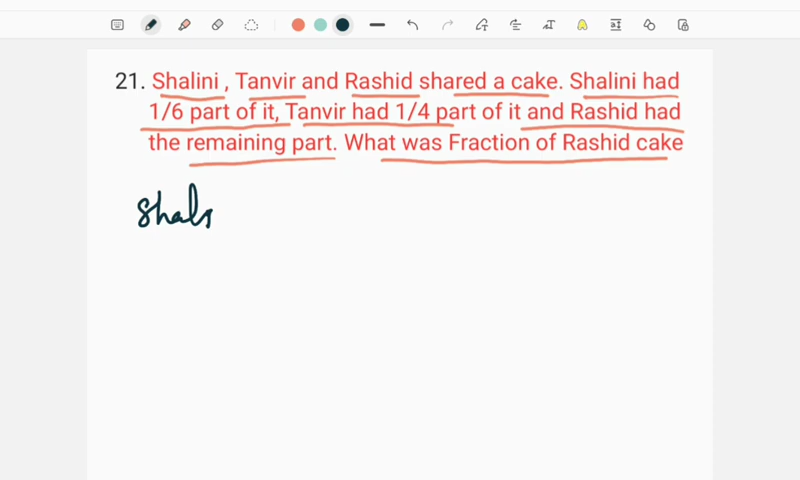 21. Shalini , Tanvir and Rashid shared a cake. Shalini had
1/6 part of it, Tanvir had 1/4 part of it and Rashid had
the remaining part. What was Fraction of Rashid cake
Shali